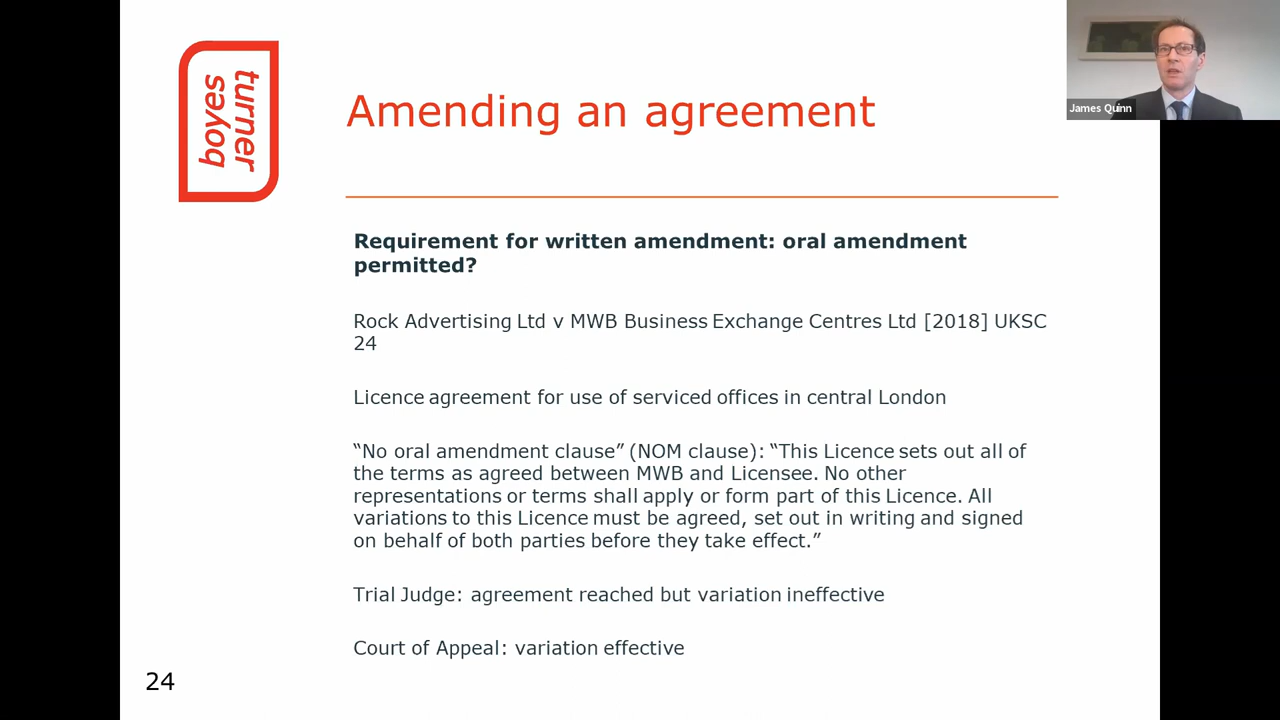 boyes
turner
Amending an agreement
James Quinn
Requirement for written amendment: oral amendment
permitted?
Rock Advertising Ltd v MWB Business Exchange Centres Ltd [2018] UKSC
24
Licence agreement for use of serviced offices in central London
“No oral amendment clause” (NOM clause): “This Licence sets out all of
the terms as agreed between MWB and Licensee. No other
representations or terms shall apply or form part of this Licence. All
variations to this Licence must be agreed, set out in writing and signed
on behalf of both parties before they take effect.”
Trial Judge: agreement reached but variation ineffective
Court of Appeal: variation effective
24